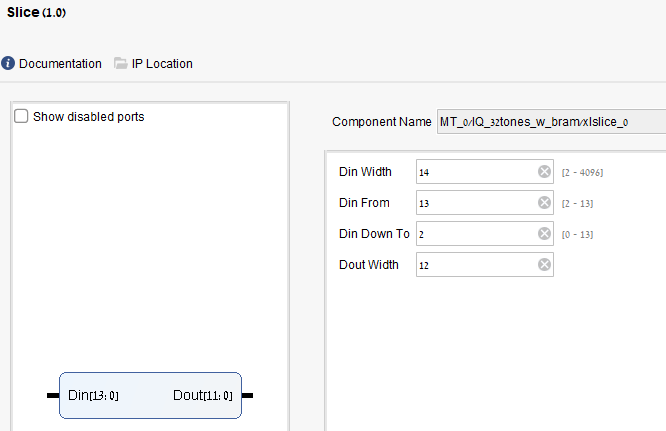 Slice (1.0)
Documentation IP Location
Show disabled ports
Component Name MT_0/IQ_32tones_w_bram/xlslice_0
Din Width 14 [2 - 4096]
Din From 13 [2 - 13]
Din Down To 2 [0 - 13]
Dout Width 12
Din[13:0] Dout[11:0]